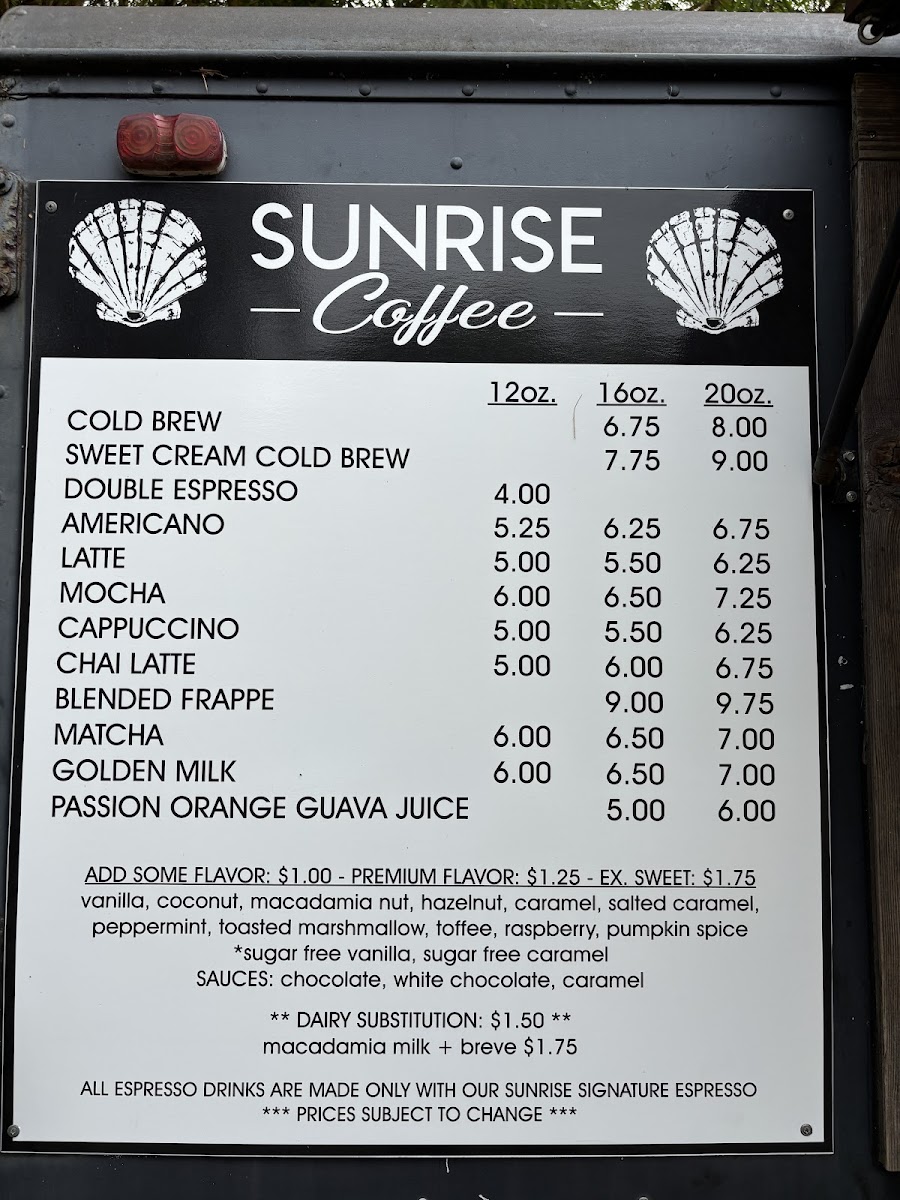 SUNRISE
— Coffee —
12oz. 16oz. 20oz.
COLD BREW 6.75 8.00
SWEET CREAM COLD BREW 7.75 9.00
DOUBLE ESPRESSO 4.00
AMERICANO 5.25 6.25 6.75
LATTE 5.00 5.50 6.25
MOCHA 6.00 6.50 7.25
CAPPUCCINO 5.00 5.50 6.25
CHAI LATTE 5.00 6.00 6.75
BLENDED FRAPPE 9.00 9.75
MATCHA 6.00 6.50 7.00
GOLDEN MILK 6.00 6.50 7.00
PASSION ORANGE GUAVA JUICE 5.00 6.00
ADD SOME FLAVOR: $1.00 - PREMIUM FLAVOR: $1.25 - EX. SWEET: $1.75
vanilla, coconut, macadamia nut, hazelnut, caramel, salted caramel,
peppermint, toasted marshmallow, toffee, raspberry, pumpkin spice
*sugar free vanilla, sugar free caramel
SAUCES: chocolate, white chocolate, caramel
** DAIRY SUBSTITUTION: $1.50 **
macadamia milk + breve $1.75
ALL ESPRESSO DRINKS ARE MADE ONLY WITH OUR SUNRISE SIGNATURE ESPRESSO
*** PRICES SUBJECT TO CHANGE ***